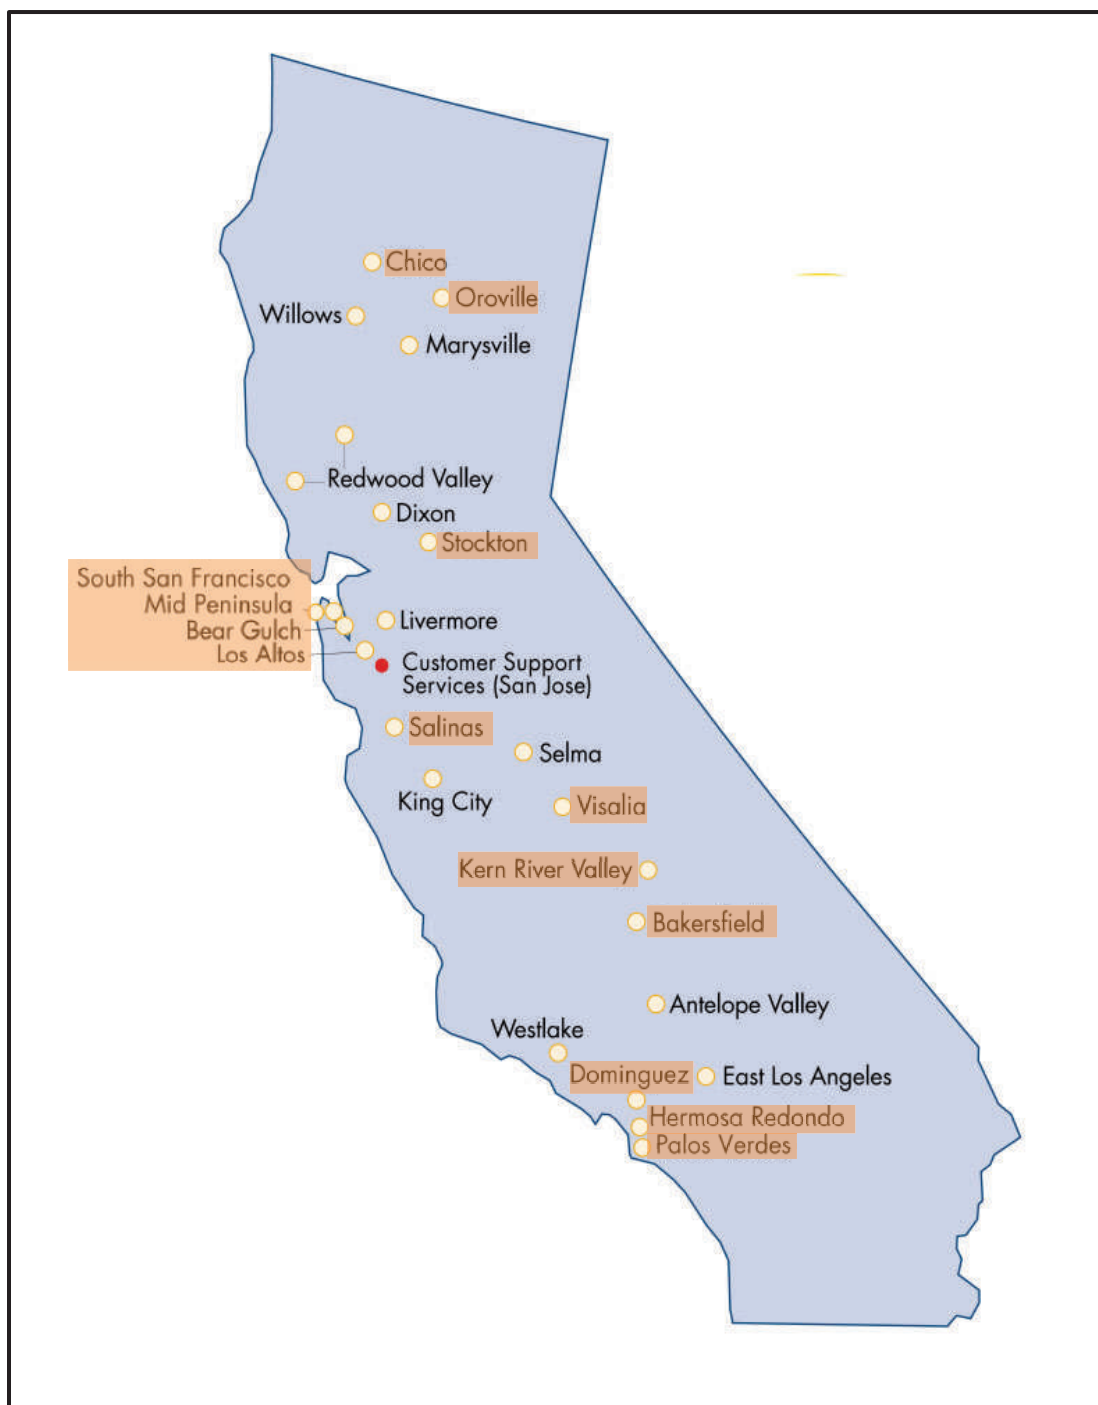 Chico
Oroville
Willows
Marysville
Redwood Valley
Dixon
Stockton
South San Francisco
Mid Peninsula
Bear Gulch
Los Altos
Livermore
Customer Support
Services (San Jose)
Salinas
Selma
King City
Visalia
Kern River Valley
Bakersfield
Antelope Valley
Westlake
Dominguez
East Los Angeles
Hermosa Redondo
Palos Verdes